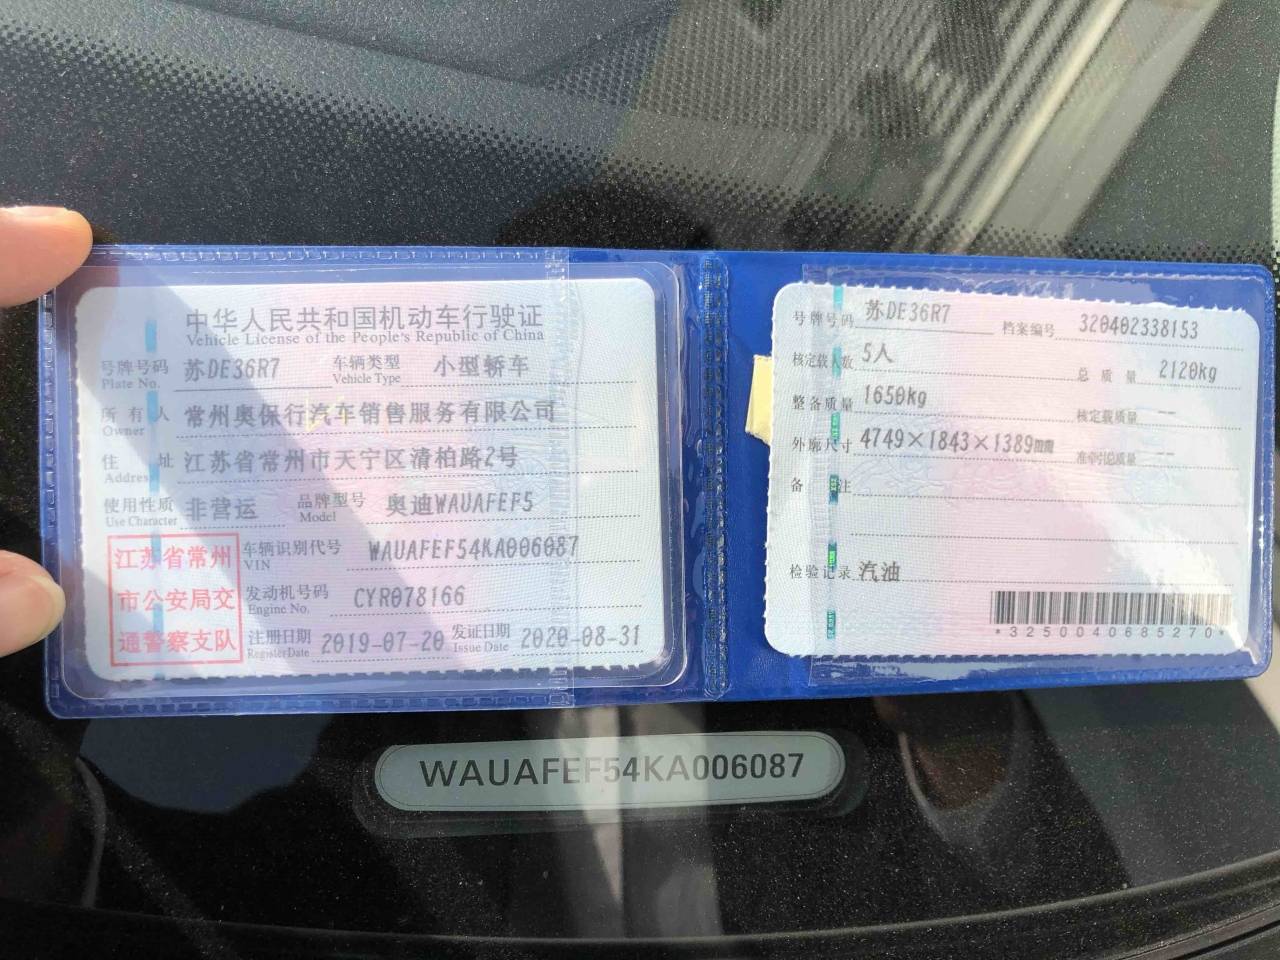 中华人民共和国机动车行驶证
Vehicle License of the People's Republic of China
号牌号码 苏DE36R7 车辆类型 小型轿车
Plate No. Vehicle Type
所有人 常州奥保行汽车销售服务有限公司
Owner
住址 江苏省常州市天宁区清柏路2号
Address
使用性质 非营运 品牌型号 奥迪WAUAFEF5
Use Character Model
江苏省常州
市公安局交
通警察支队
车辆识别代号 WAUAFEF54KA006087
VIN
发动机号码 CYR078166
Engine No.
注册日期 2019-07-20 发证日期 2020-08-31
Register Date Issue Date
号牌号码 苏DE36R7 档案编号 320402338153
核定载人数 5人 总质量 2120kg
整备质量 1650kg 核定载质量 --
外廓尺寸 4749×1843×1389mm 准牵引总质量 --
备注
检验记录 汽油
*3250040685270*
WAUAFEF54KA006087